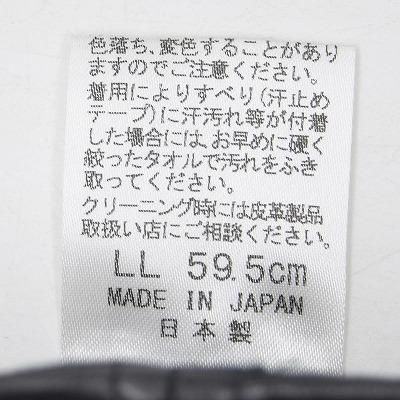 色落ち、変色することがあり
ますのでご注意ください。
着用によりすべり(汗止め
テープ)に汗汚れ等が付着
した場合には、お早めに硬く
絞ったタオルで汚れをふき
取ってください。
クリーニング時には皮革製品
取扱い店にご相談ください。
LL 59.5cm
MADE IN JAPAN
日本製